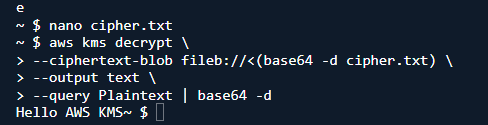 e
~ $ nano cipher.txt
~ $ aws kms decrypt \
> --ciphertext-blob fileb://<(base64 -d cipher.txt) \
> --output text \
> --query Plaintext | base64 -d
Hello AWS KMS~ $